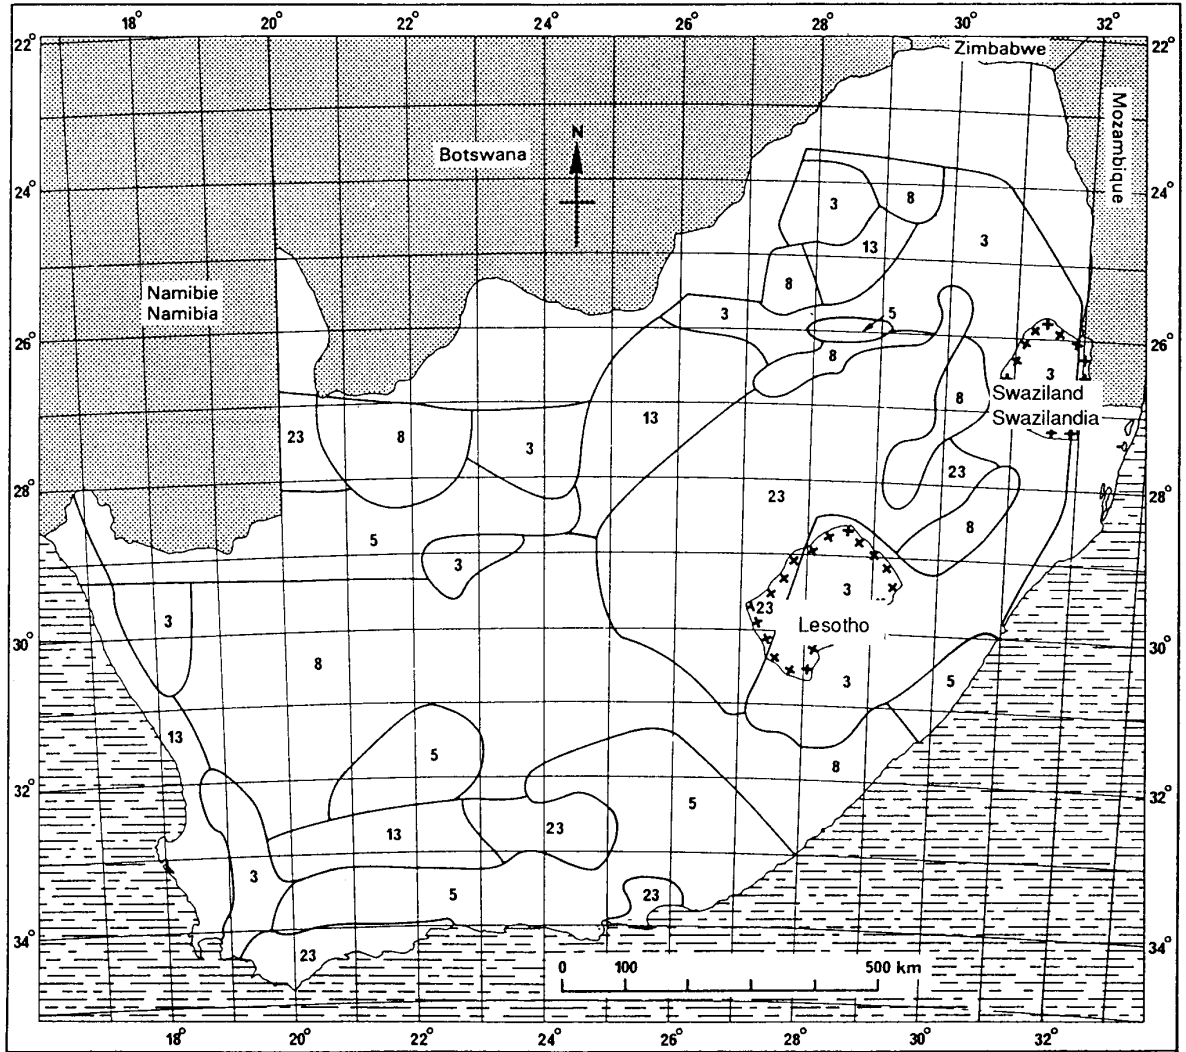 18° 20° 22° 24° 26° 28° 30° 32°
22° Zimbabwe 22°
Mozambique
N
Botswana
24° 3 8 24°
13 3
8
Namibie
Namibia
3 5
26° 8 3 26°
Swaziland
Swazilandia
23 8 3 13 8
23
28° 23 28°
5 8
3 3
3 23
Lesotho
30° 30°
8 3 5
13
5 8
32° 5 32°
13 23
3
5 23
34° 23 34°
0 100 500 km
18° 20° 22° 24° 26° 28° 30° 32°